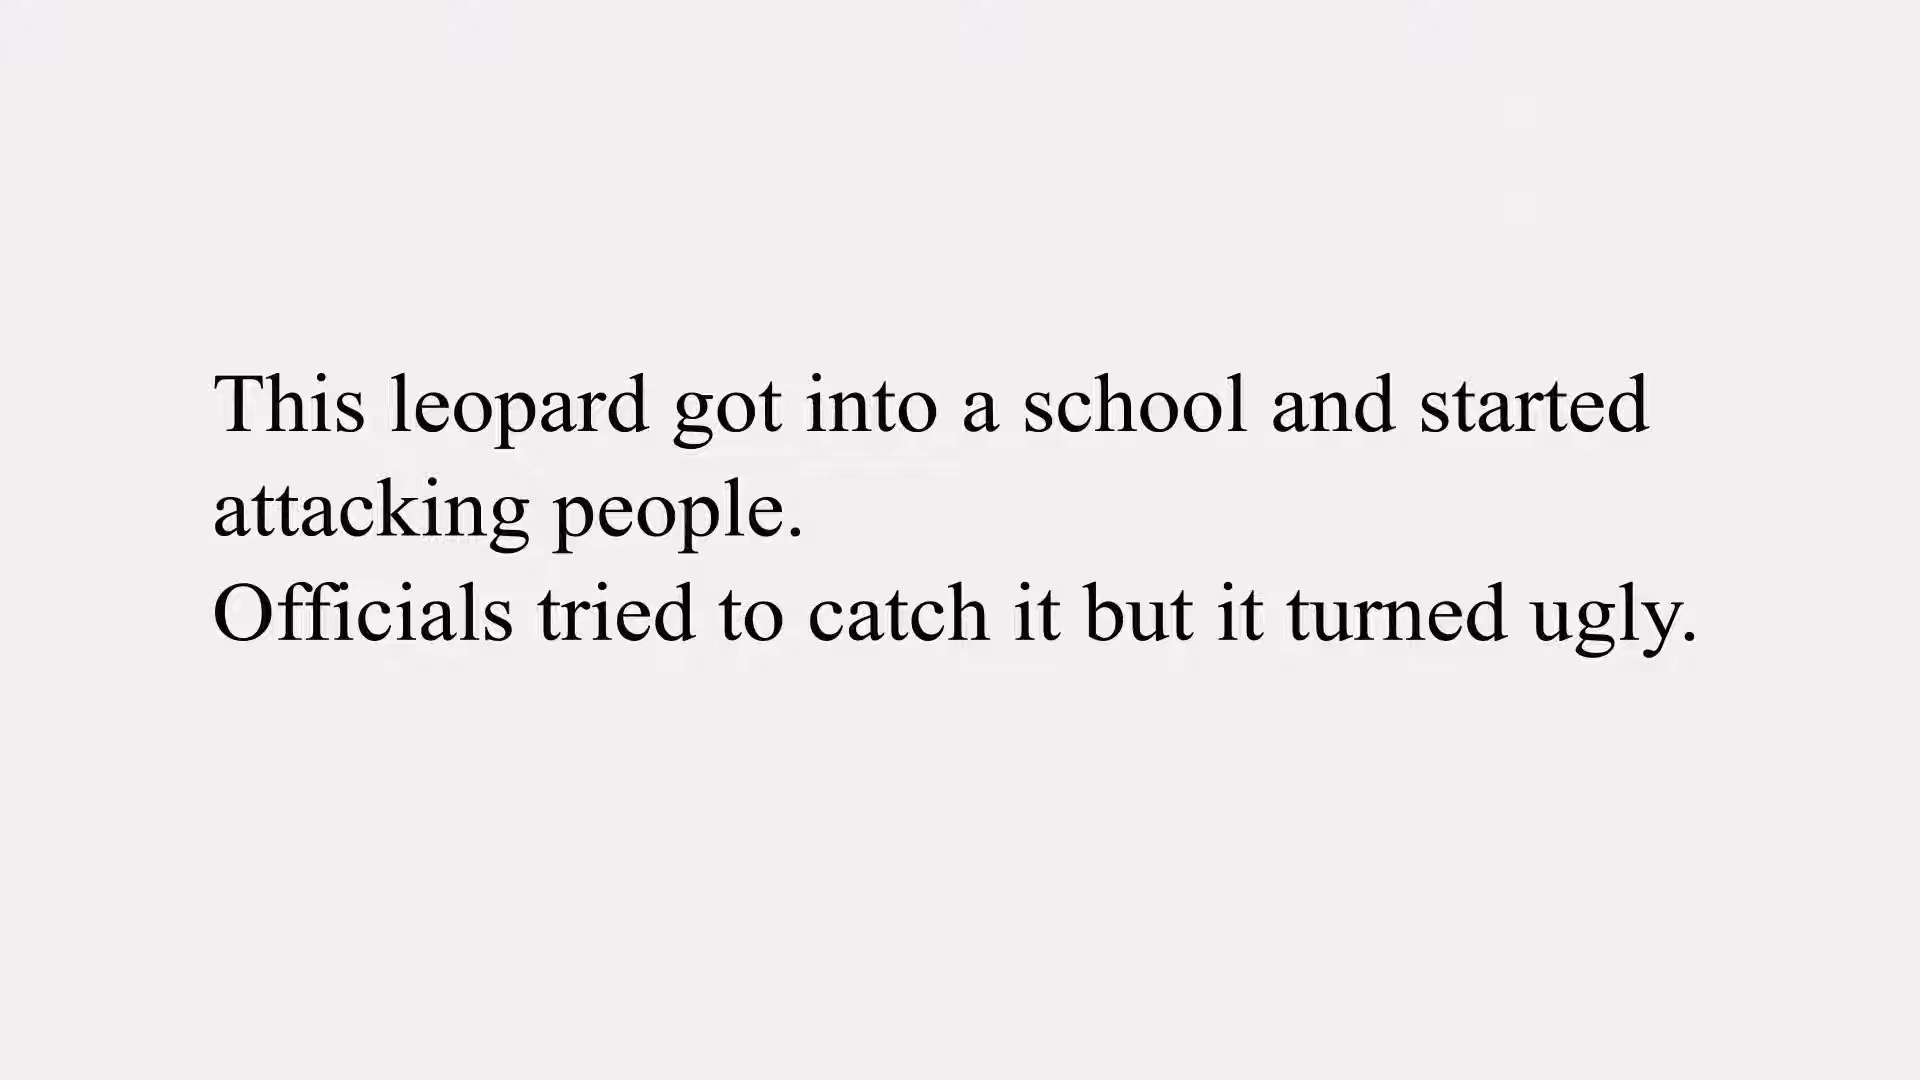 This leopard got into a school and started
attacking people.
Officials tried to catch it but it turned ugly.